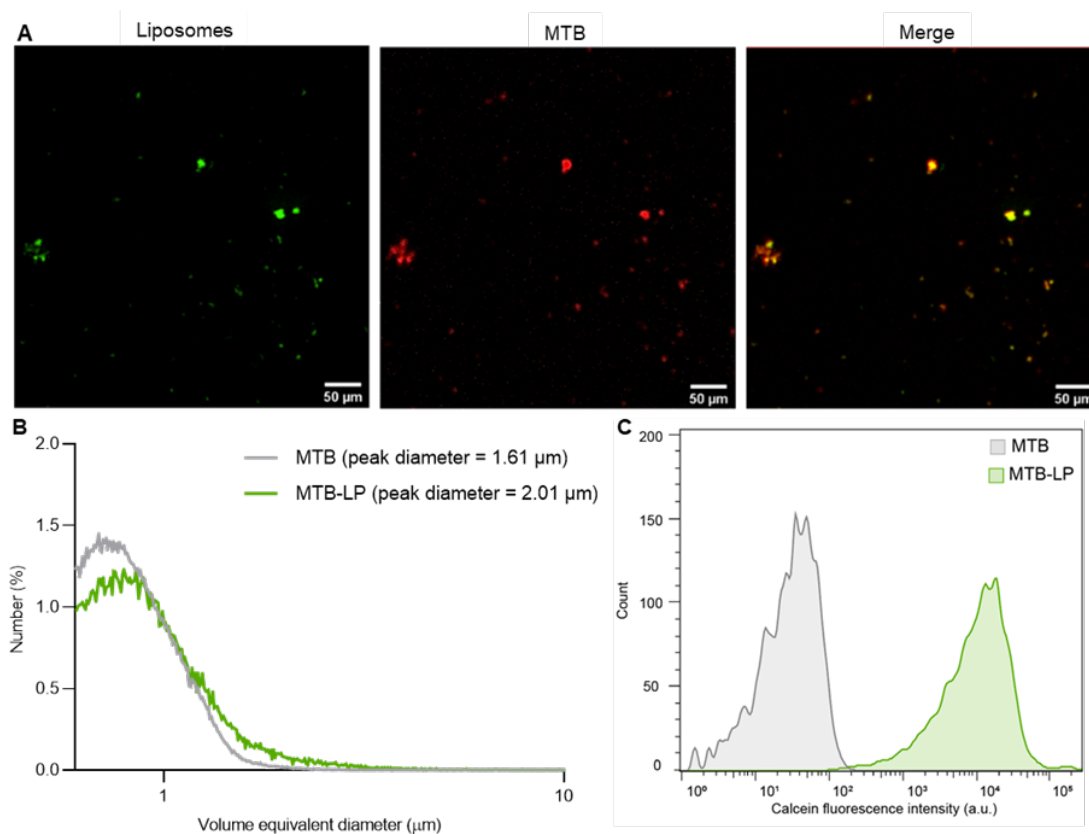 A
Liposomes
MTB
Merge
50 µm
50 µm
50 µm
B
MTB (peak diameter = 1.61 µm)
MTB-LP (peak diameter = 2.01 µm)
2.0
1.5
1.0
0.5
0.0
Number (%)
1
10
Volume equivalent diameter (μm)
C
MTB
MTB-LP
200
150
100
50
0
Count
10⁰
10¹
10²
10³
10⁴
10⁵
Calcein fluorescence intensity (a.u.)